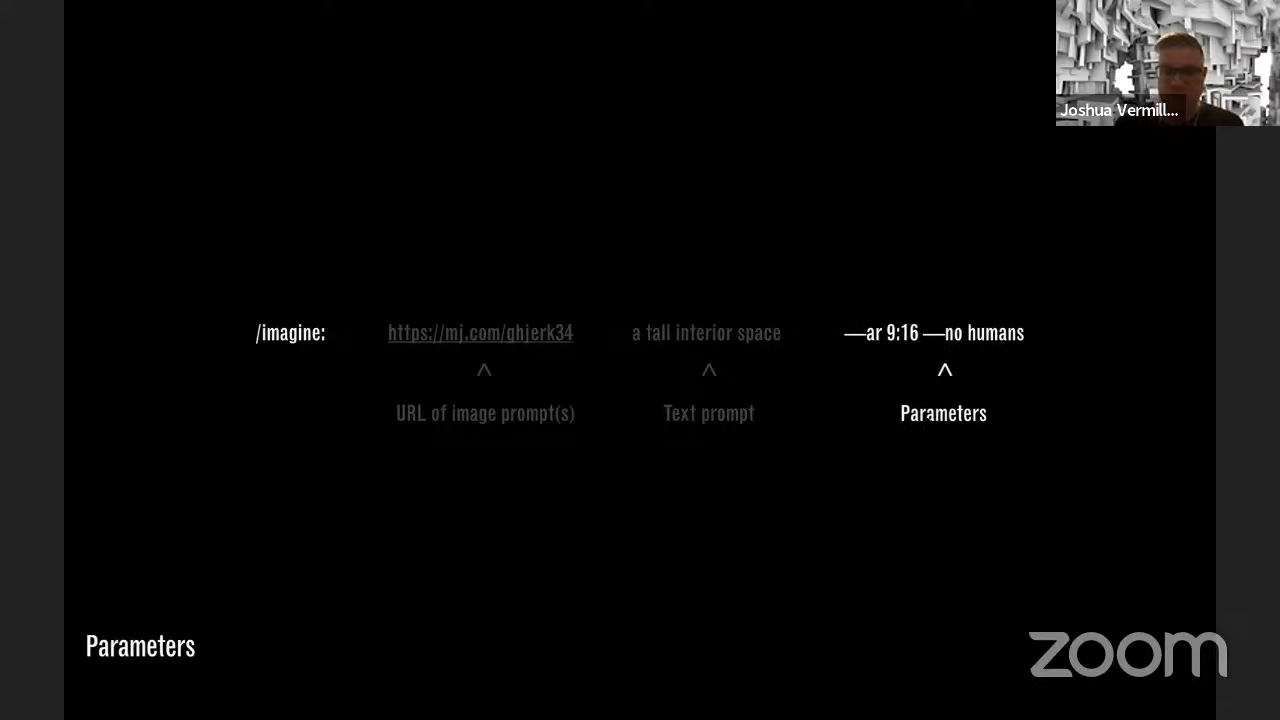 Joshua Vermill...
/imagine: https://mj.com/ghjerk34 a tall interior space —ar 9:16 —no humans
^ ^ ^
URL of image prompt(s) Text prompt Parameters
Parameters
zoom